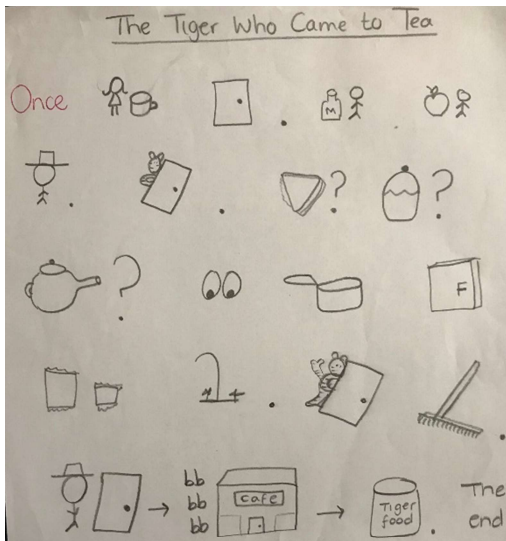 The Tiger Who Came to Tea
Once
M
?
?
?
F
bb
bb
bb
Cafe
Tiger
food
The
end